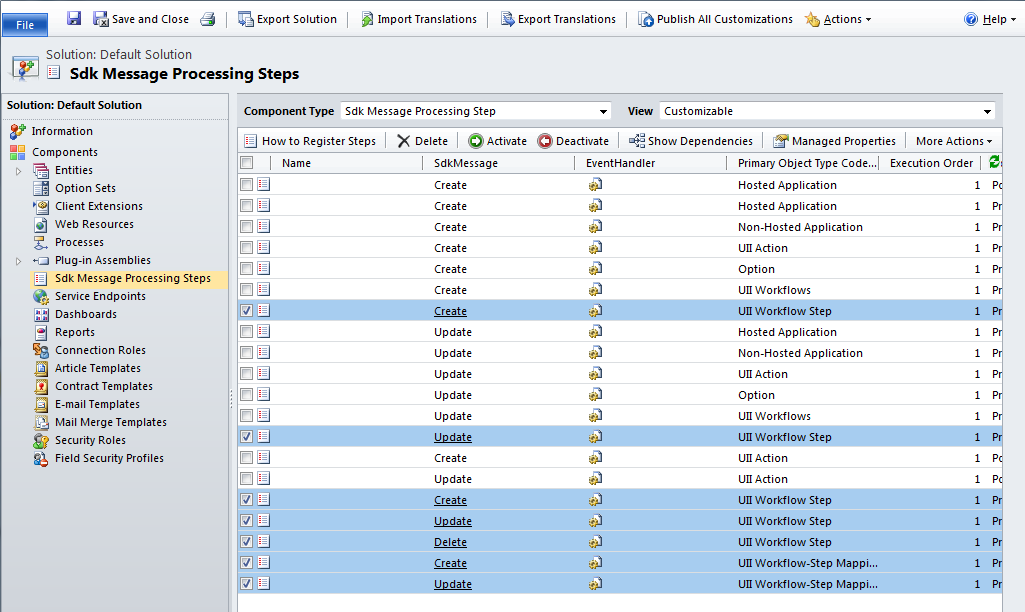 File Save and Close Export Solution Import Translations Export Translations Publish All Customizations Actions Help
Solution: Default Solution
Sdk Message Processing Steps
Solution: Default Solution
Information
Components
Entities
Option Sets
Client Extensions
Web Resources
Processes
Plug-in Assemblies
Sdk Message Processing Steps
Service Endpoints
Dashboards
Reports
Connection Roles
Article Templates
Contract Templates
E-mail Templates
Mail Merge Templates
Security Roles
Field Security Profiles
Component Type Sdk Message Processing Step View Customizable
How to Register Steps Delete Activate Deactivate Show Dependencies Managed Properties More Actions
Name SdkMessage EventHandler Primary Object Type Code... Execution Order
Create Hosted Application 1 Po
Create Hosted Application 1 Pr
Create Non-Hosted Application 1 Pr
Create UII Action 1 Pr
Create Option 1 Pr
Create UII Workflows 1 Pr
Create UII Workflow Step 1 Pr
Update Hosted Application 1 Pr
Update Non-Hosted Application 1 Pr
Update UII Action 1 Pr
Update Option 1 Pr
Update UII Workflows 1 Pr
Update UII Workflow Step 1 Pr
Create UII Action 1 Po
Update UII Action 1 Po
Create UII Workflow Step 1 Pr
Update UII Workflow Step 1 Pr
Delete UII Workflow Step 1 Pr
Create UII Workflow-Step Mappi... 1 Pr
Update UII Workflow-Step Mappi... 1 Pr